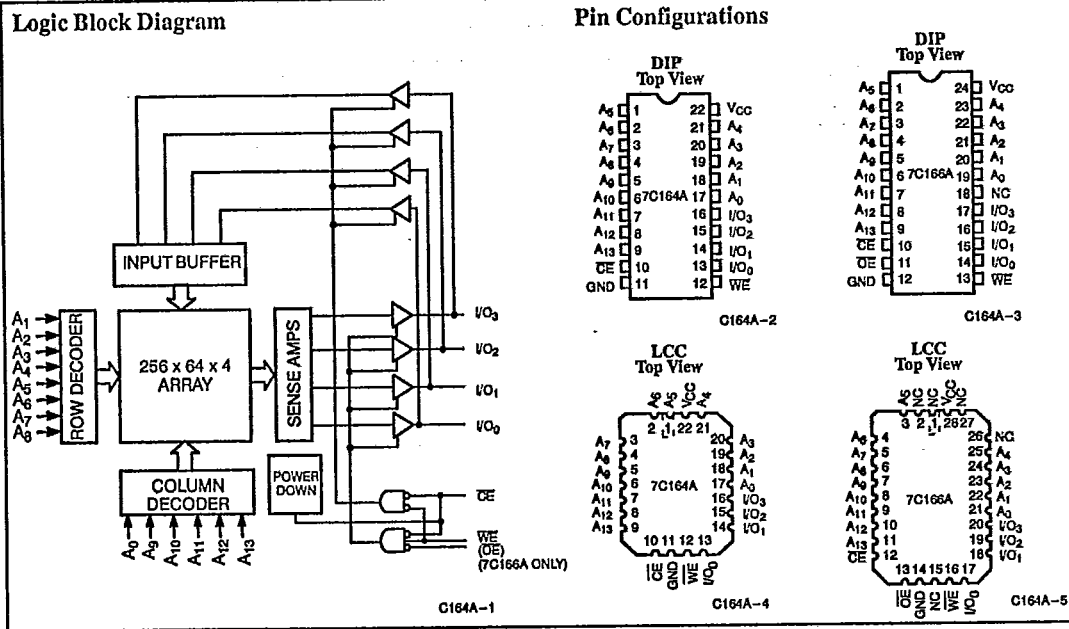 Logic Block Diagram
Pin Configurations
INPUT BUFFER
A1
A2
A3
A4
A5
A6
A7
A8
ROW DECODER
256 x 64 x 4
ARRAY
SENSE AMPS
I/O3
I/O2
I/O1
I/O0
COLUMN
DECODER
POWER
DOWN
A0 A9 A10 A11 A12 A13
C̅E̅
W̅E̅
(O̅E̅)
(7C166A ONLY)
C164A–1
DIP
Top View
A5 1 22 VCC
A6 2 21 A4
A7 3 20 A3
A8 4 19 A2
A9 5 18 A1
A10 6 7C164A 17 A0
A11 7 16 I/O3
A12 8 15 I/O2
A13 9 14 I/O1
C̅E̅ 10 13 I/O0
GND 11 12 W̅E̅
C164A–2
DIP
Top View
A5 1 24 VCC
A6 2 23 A4
A7 3 22 A3
A8 4 21 A2
A9 5 20 A1
A10 6 7C166A 19 A0
A11 7 18 NC
A12 8 17 I/O3
A13 9 16 I/O2
C̅E̅ 10 15 I/O1
O̅E̅ 11 14 I/O0
GND 12 13 W̅E̅
C164A–3
LCC
Top View
A6 A5 VCC A4
2 1 22 21
A7 3 20 A3
A8 4 19 A2
A9 5 18 A1
A10 6 17 A0
7C164A
A11 7 16 I/O3
A12 8 15 I/O2
A13 9 14 I/O1
10 11 12 13
C̅E̅ GND W̅E̅ I/O0
C164A–4
LCC
Top View
A5 NC NC VCC NC
3 2 1 28 27
A6 4 26 NC
A7 5 25 A4
A8 6 24 A3
A9 7 23 A2
A10 8 7C166A 22 A1
A11 9 21 A0
A12 10 20 I/O3
A13 11 19 I/O2
C̅E̅ 12 18 I/O1
13 14 15 16 17
O̅E̅ GND NC W̅E̅ I/O0
C164A–5